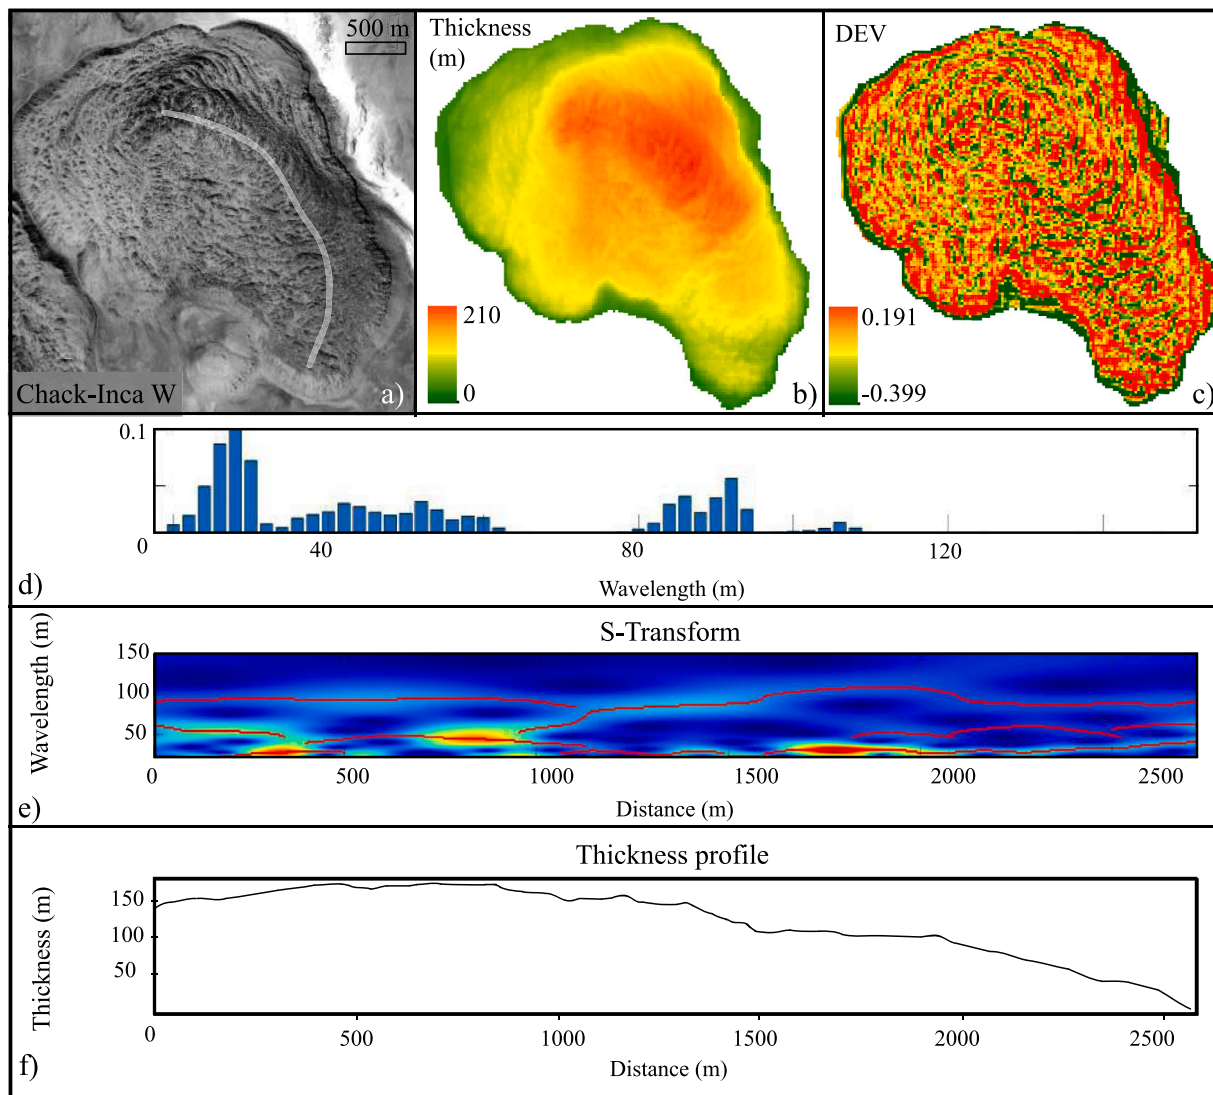 500 m
Chack-Inca W
a)
Thickness
(m)
210
0
b)
DEV
0.191
-0.399
c)
0.1
0 40 80 120
Wavelength (m)
d)
S-Transform
Wavelength (m)
150
100
50
0 500 1000 1500 2000 2500
Distance (m)
e)
Thickness profile
Thickness (m)
150
100
50
0 500 1000 1500 2000 2500
Distance (m)
f)